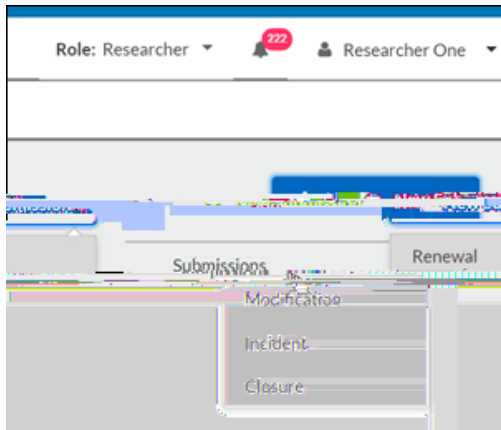 Role: Researcher
222
Researcher One
Renewal
Submissions
Modification
Incident
Closure